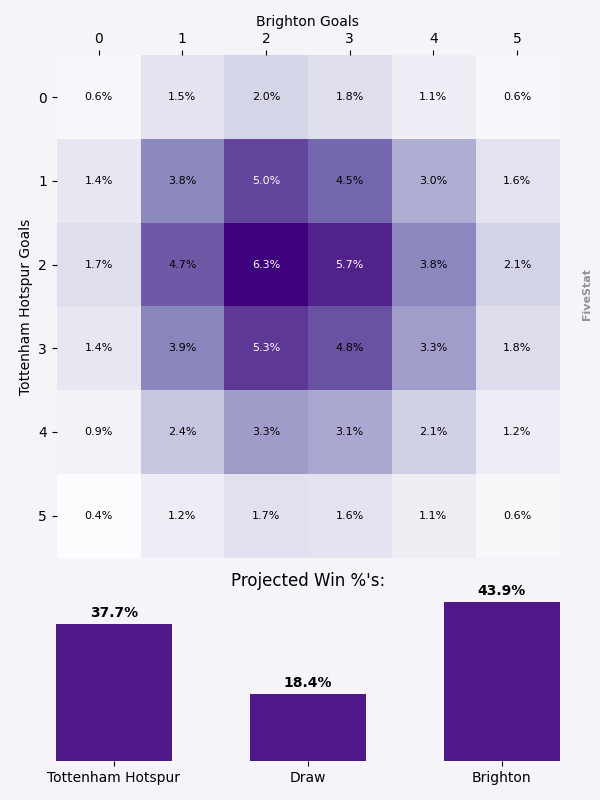 Brighton Goals
0 1 2 3 4 5
0 0.6% 1.5% 2.0% 1.8% 1.1% 0.6%
1 1.4% 3.8% 5.0% 4.5% 3.0% 1.6%
2 1.7% 4.7% 6.3% 5.7% 3.8% 2.1%
3 1.4% 3.9% 5.3% 4.8% 3.3% 1.8%
4 0.9% 2.4% 3.3% 3.1% 2.1% 1.2%
5 0.4% 1.2% 1.7% 1.6% 1.1% 0.6%
Tottenham Hotspur Goals
FiveStat
Projected Win %'s:
37.7% 18.4% 43.9%
Tottenham Hotspur Draw Brighton